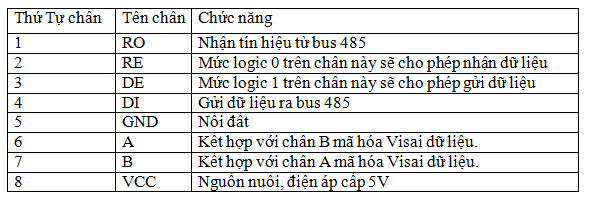 Thứ Tự chân Tên chân Chức năng
1 RO Nhận tín hiệu từ bus 485
2 RE Mức logic 0 trên chân này sẽ cho phép nhận dữ liệu
3 DE Mức logic 1 trên chân này sẽ cho phép gửi dữ liệu
4 DI Gửi dữ liệu ra bus 485
5 GND Nối đất
6 A Kết hợp với chân B mã hóa Visai dữ liệu.
7 B Kết hợp với chân A mã hóa Visai dữ liệu.
8 VCC Nguồn nuôi, điện áp cấp 5V